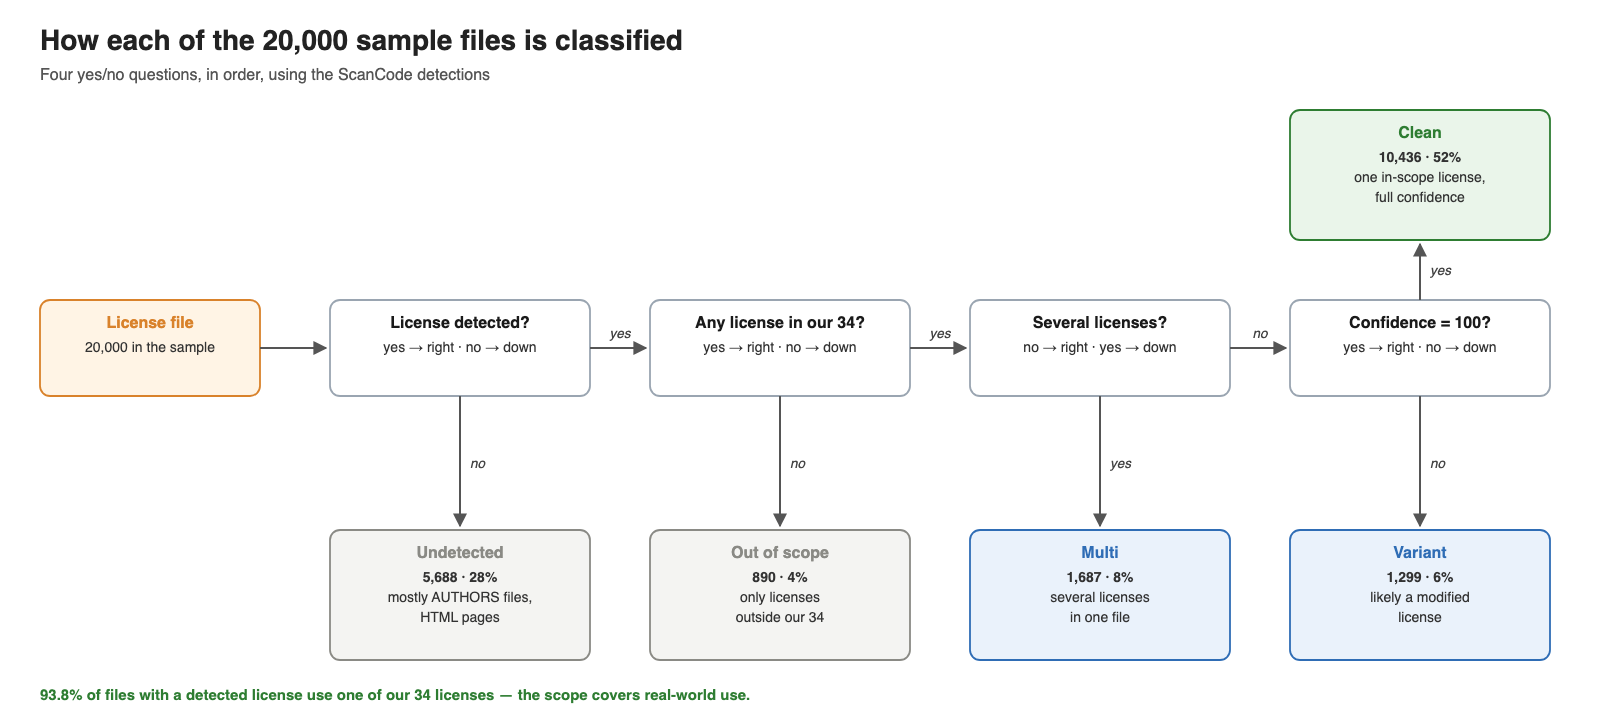 How each of the 20,000 sample files is classified
Four yes/no questions, in order, using the ScanCode detections
Clean
10,436 · 52%
one in-scope license,
full confidence
yes
License file
20,000 in the sample
License detected?
yes → right · no → down
yes
Any license in our 34?
yes → right · no → down
yes
Several licenses?
no → right · yes → down
no
Confidence = 100?
yes → right · no → down
no
no
yes
no
Undetected
5,688 · 28%
mostly AUTHORS files,
HTML pages
Out of scope
890 · 4%
only licenses
outside our 34
Multi
1,687 · 8%
several licenses
in one file
Variant
1,299 · 6%
likely a modified
license
93.8% of files with a detected license use one of our 34 licenses — the scope covers real-world use.